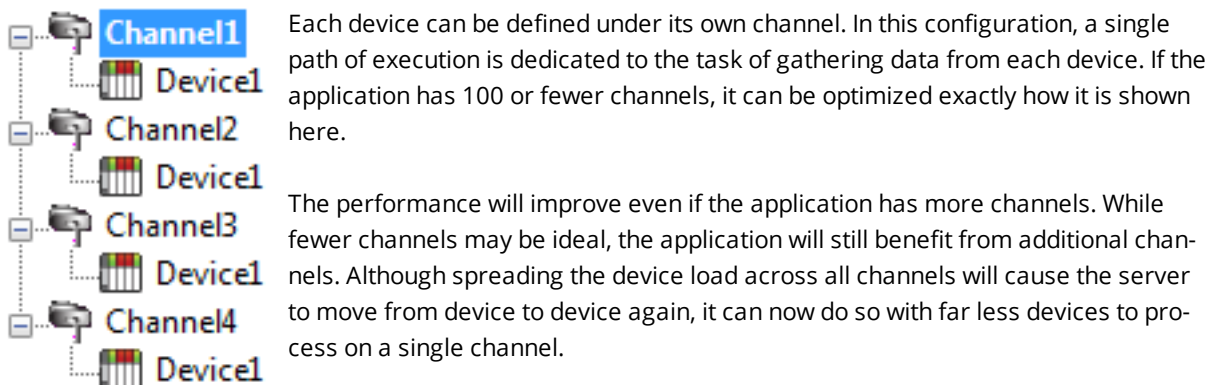 Channel1
Device1
Channel2
Device1
Channel3
Device1
Channel4
Device1
Each device can be defined under its own channel. In this configuration, a single
path of execution is dedicated to the task of gathering data from each device. If the
application has 100 or fewer channels, it can be optimized exactly how it is shown
here.
The performance will improve even if the application has more channels. While
fewer channels may be ideal, the application will still benefit from additional chan-
nels. Although spreading the device load across all channels will cause the server
to move from device to device again, it can now do so with far less devices to pro-
cess on a single channel.